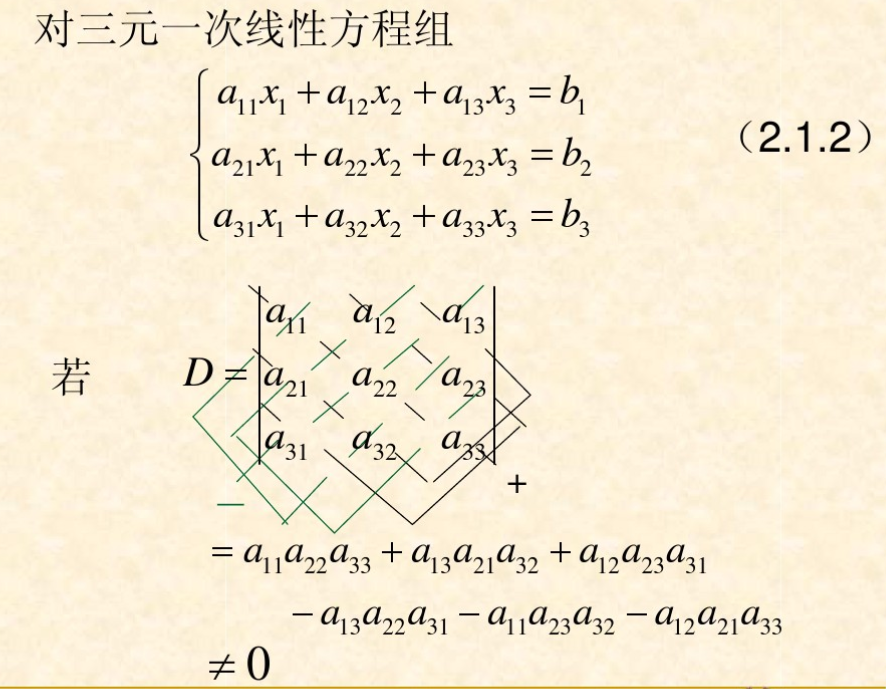 对三元一次线性方程组
a₁₁x₁ + a₁₂x₂ + a₁₃x₃ = b₁
a₂₁x₁ + a₂₂x₂ + a₂₃x₃ = b₂
a₃₁x₁ + a₃₂x₂ + a₃₃x₃ = b₃
（2.1.2）
a₁₁ a₁₂ a₁₃
若 D = a₂₁ a₂₂ a₂₃
a₃₁ a₃₂ a₃₃
− +
= a₁₁a₂₂a₃₃ + a₁₃a₂₁a₃₂ + a₁₂a₂₃a₃₁
− a₁₃a₂₂a₃₁ − a₁₁a₂₃a₃₂ − a₁₂a₂₁a₃₃
≠ 0